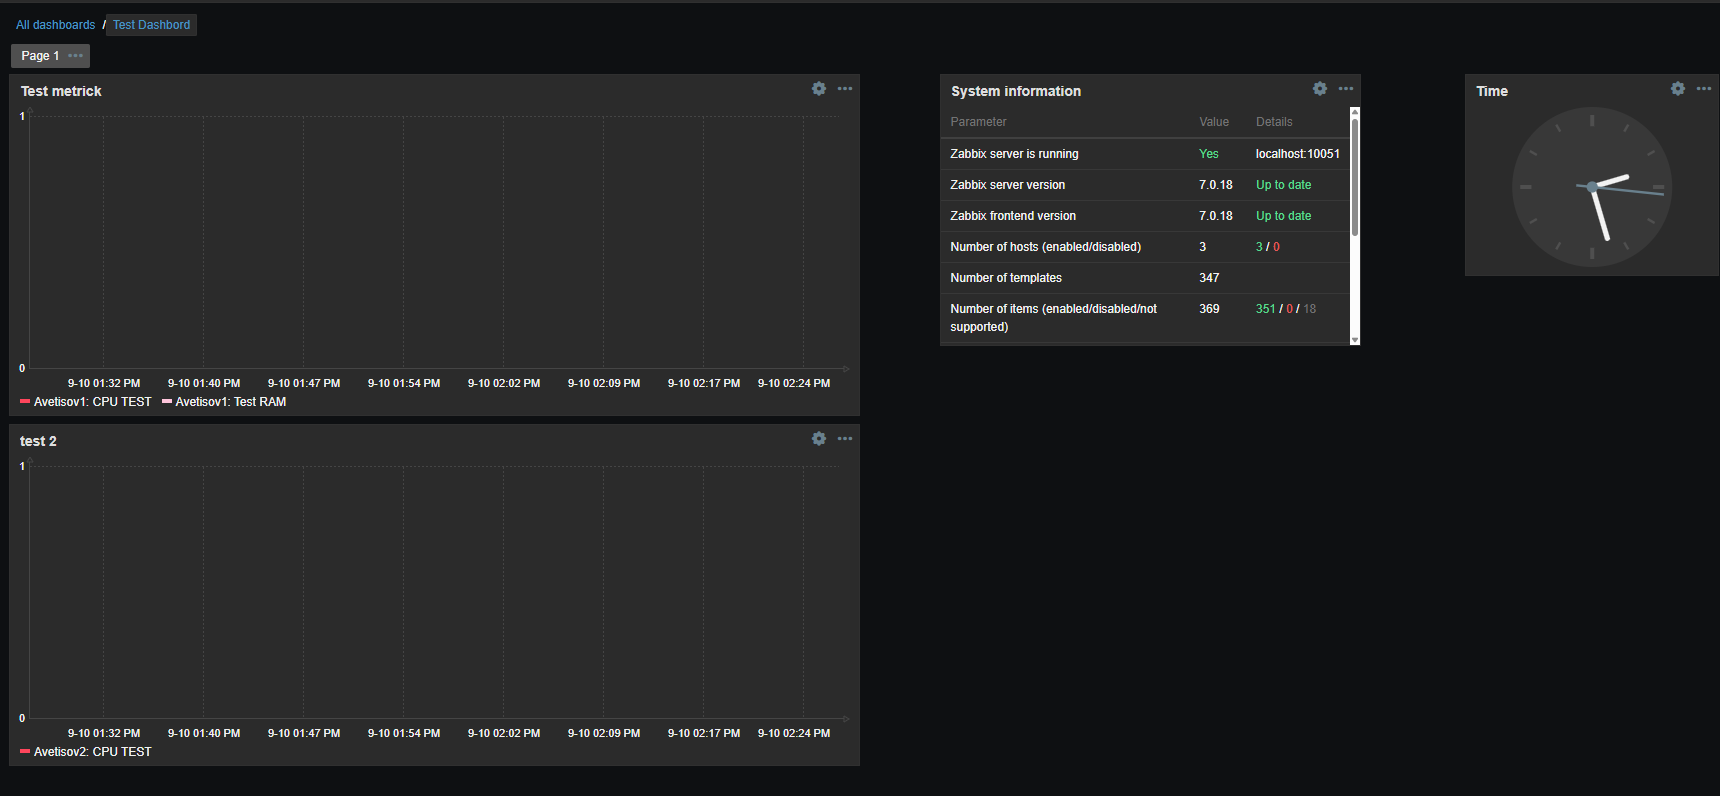 All dashboards / Test Dashbord
Page 1
Test metrick
1
0
9-10 01:32 PM 9-10 01:40 PM 9-10 01:47 PM 9-10 01:54 PM 9-10 02:02 PM 9-10 02:09 PM 9-10 02:17 PM 9-10 02:24 PM
Avetisov1: CPU TEST Avetisov1: Test RAM
test 2
1
0
9-10 01:32 PM 9-10 01:40 PM 9-10 01:47 PM 9-10 01:54 PM 9-10 02:02 PM 9-10 02:09 PM 9-10 02:17 PM 9-10 02:24 PM
Avetisov2: CPU TEST
System information
Parameter Value Details
Zabbix server is running Yes localhost:10051
Zabbix server version 7.0.18 Up to date
Zabbix frontend version 7.0.18 Up to date
Number of hosts (enabled/disabled) 3 3 / 0
Number of templates 347
Number of items (enabled/disabled/not 369 351 / 0 / 18
supported)
Time